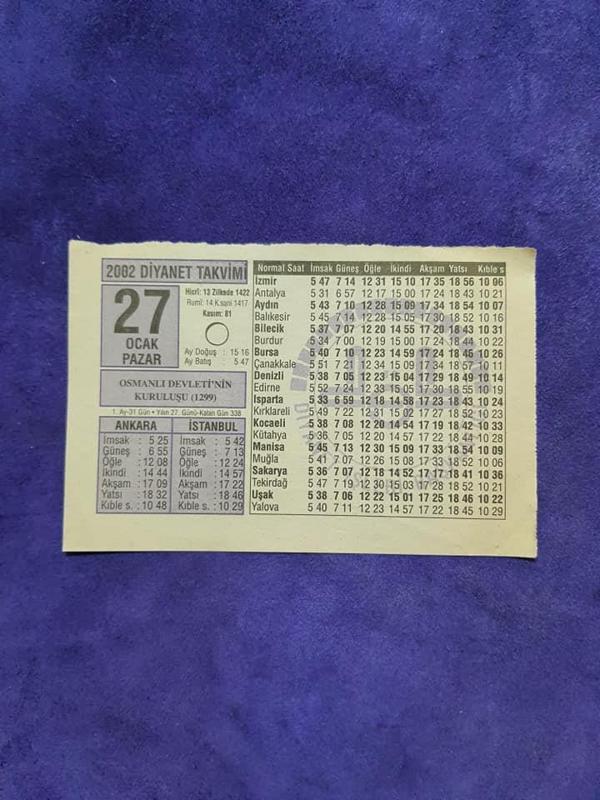 2002 DİYANET TAKVİMİ
27
OCAK
PAZAR
Hicrî: 13 Zilkade 1422
Rumî: 14 K.sani 1417
Kasım: 81
Ay Doğuş : 15 16
Ay Batış : 5 47
OSMANLI DEVLETİ'NİN
KURULUŞU (1299)
1. Ay-31 Gün • Yılın 27. Günü-Kalan Gün 338
ANKARA
İmsak : 5 25
Güneş : 6 55
Öğle : 12 08
İkindi : 14 44
Akşam : 17 09
Yatsı : 18 32
Kıble s. : 10 48
İSTANBUL
İmsak : 5 42
Güneş : 7 13
Öğle : 12 24
İkindi : 14 57
Akşam : 17 22
Yatsı : 18 46
Kıble s. : 10 29
Normal Saat İmsak Güneş Öğle İkindi Akşam Yatsı Kıble s
İzmir 5 47 7 14 12 31 15 10 17 35 18 56 10 06
Antalya 5 31 6 57 12 17 15 00 17 24 18 43 10 21
Aydın 5 43 7 10 12 28 15 09 17 34 18 54 10 07
Balıkesir 5 45 7 14 12 28 15 05 17 30 18 52 10 16
Bilecik 5 37 7 07 12 20 14 55 17 20 18 43 10 31
Burdur 5 34 7 00 12 19 15 00 17 24 18 44 10 20
Bursa 5 40 7 10 12 23 14 59 17 24 18 46 10 26
Çanakkale 5 51 7 21 12 34 15 09 17 34 18 57 10 11
Denizli 5 38 7 05 12 23 15 04 17 29 18 49 10 14
Edirne 5 52 7 24 12 33 15 05 17 30 18 55 10 16
Isparta 5 33 6 59 12 18 14 58 17 23 18 43 10 24
Kırklareli 5 49 7 22 12 31 15 02 17 27 18 52 10 20
Kocaeli 5 38 7 08 12 20 14 54 17 19 18 42 10 33
Kütahya 5 36 7 05 12 20 14 57 17 22 18 44 10 27
Manisa 5 45 7 13 12 30 15 09 17 34 18 55 10 09
Muğla 5 41 7 07 12 26 15 08 17 33 18 52 10 06
Sakarya 5 36 7 07 12 18 14 52 17 17 18 41 10 36
Tekirdağ 5 47 7 19 12 30 15 03 17 28 18 52 10 21
Uşak 5 38 7 06 12 22 15 01 17 25 18 46 10 22
Yalova 5 40 7 11 12 23 14 57 17 22 18 45 10 29